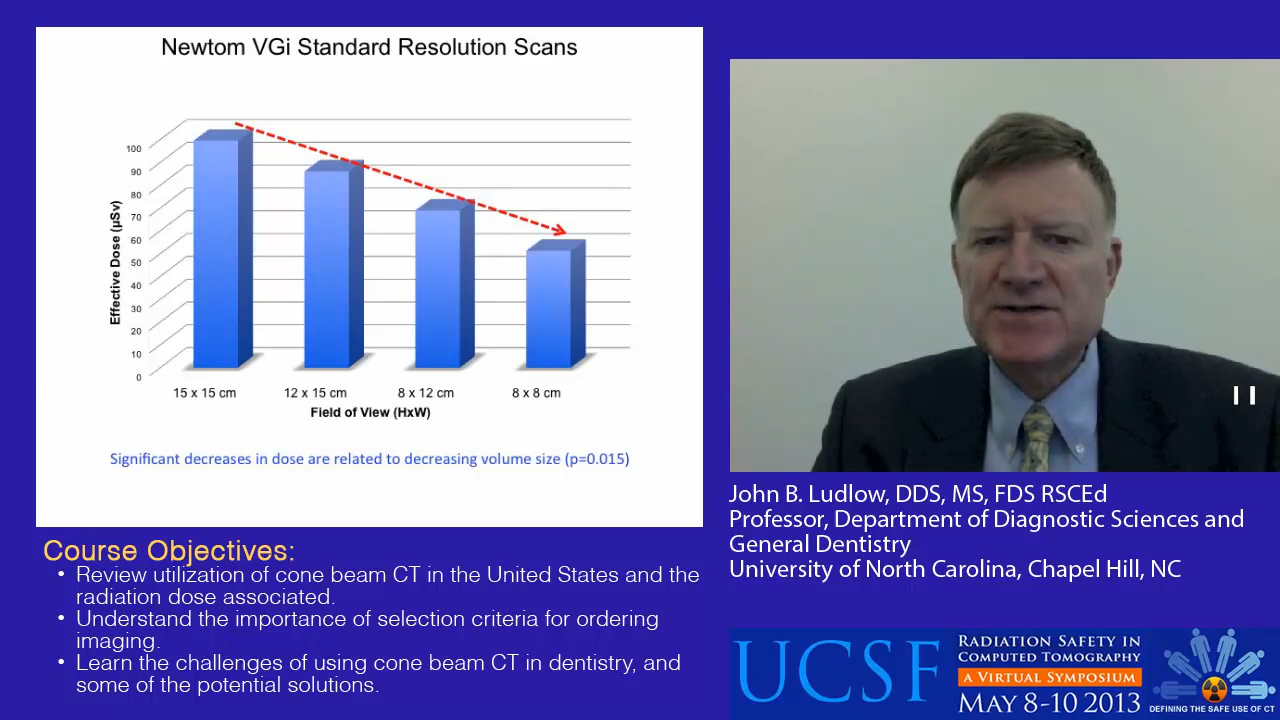 Newtom VGi Standard Resolution Scans
100
90
80
70
60
50
40
30
20
10
0
Effective Dose (µSv)
15 x 15 cm
12 x 15 cm
8 x 12 cm
8 x 8 cm
Field of View (HxW)
Significant decreases in dose are related to decreasing volume size (p=0.015)
Course Objectives:
• Review utilization of cone beam CT in the United States and the
radiation dose associated.
• Understand the importance of selection criteria for ordering
imaging.
• Learn the challenges of using cone beam CT in dentistry, and
some of the potential solutions.
John B. Ludlow, DDS, MS, FDS RSCEd
Professor, Department of Diagnostic Sciences and
General Dentistry
University of North Carolina, Chapel Hill, NC
UCSF
RADIATION SAFETY IN
COMPUTED TOMOGRAPHY
A VIRTUAL SYMPOSIUM
MAY 8-10 2013
DEFINING THE SAFE USE OF CT